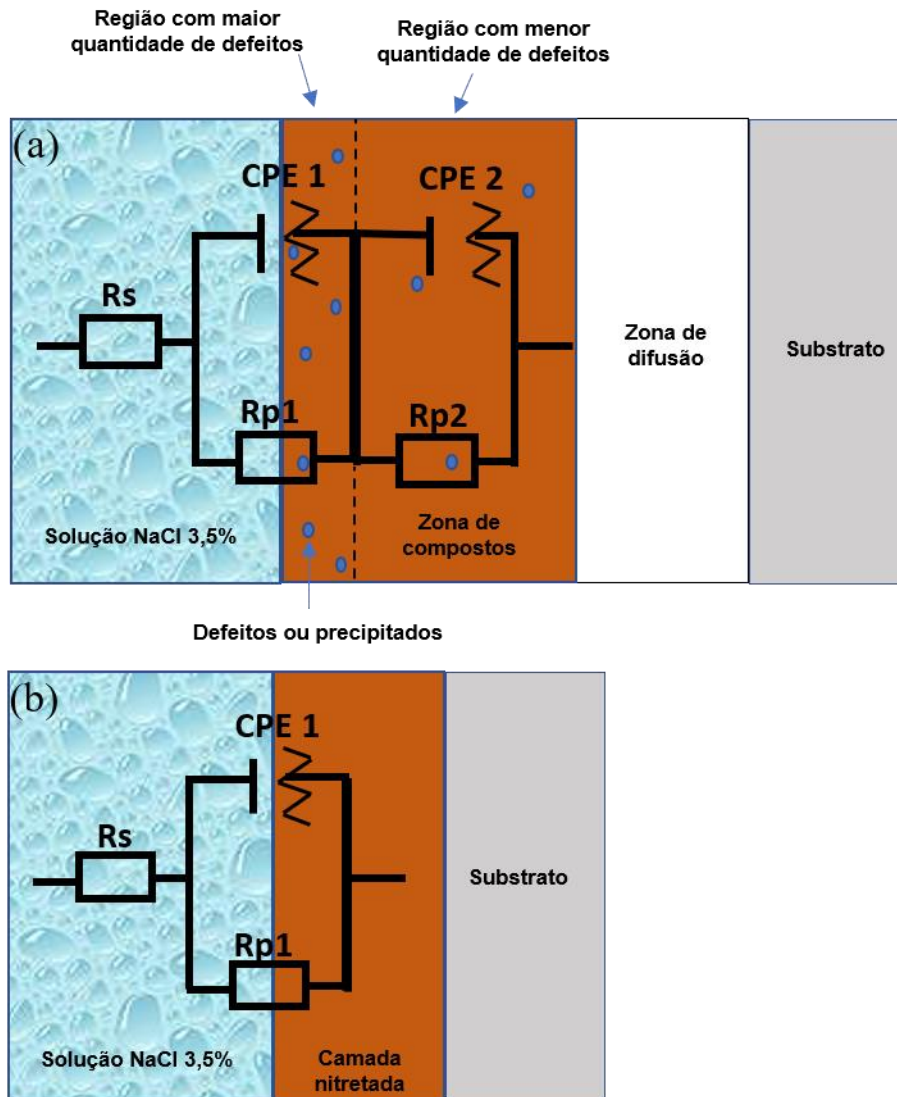 Região com maior
quantidade de defeitos
Região com menor
quantidade de defeitos
(a)
CPE 1
CPE 2
Rs
Rp1
Rp2
Zona de
difusão
Substrato
Solução NaCl 3,5%
Zona de
compostos
Defeitos ou precipitados
(b)
CPE 1
Rs
Rp1
Substrato
Solução NaCl 3,5%
Camada
nitretada